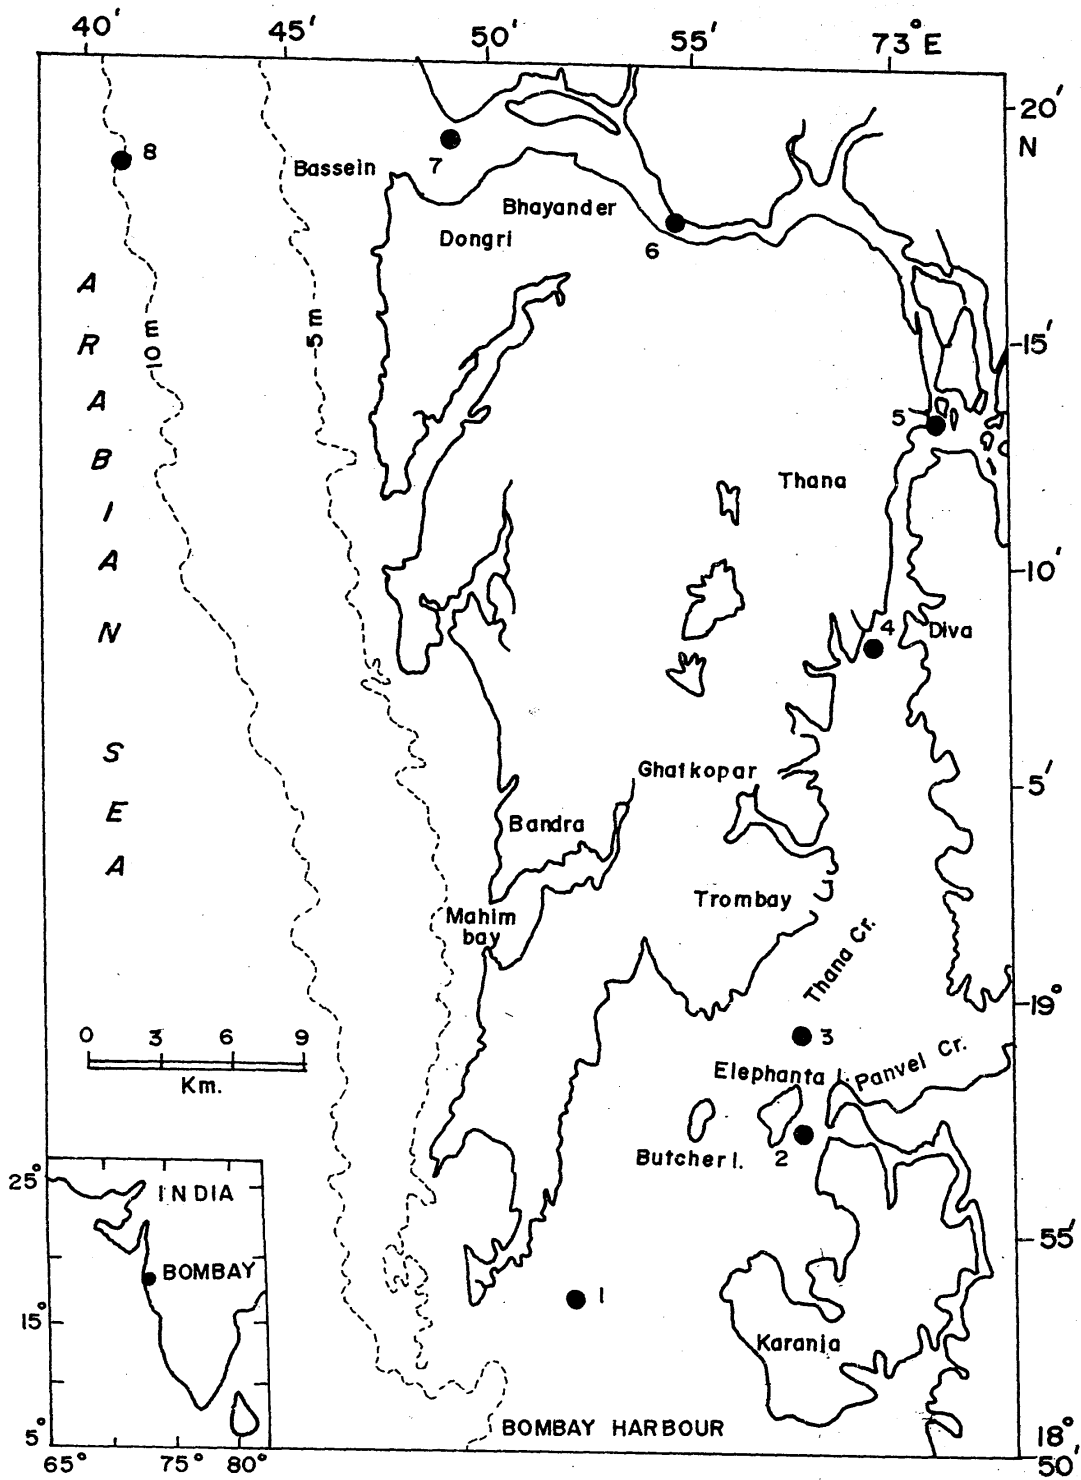 40' 45' 50' 55' 73°E
20'
N
8
7
Bassein
Bhayander
Dongri
6
ARABIAN SEA
10 m
5 m
15'
5
Thana
10'
4
Diva
Ghatkopar
5'
Bandra
Trombay
Mahim
bay
Thana Cr.
19°
3
0 3 6 9
Km.
Elephanta I.
Panvel Cr.
Butcher I.
2
25°
INDIA
BOMBAY
15°
5°
65° 75° 80°
55'
1
Karanja
BOMBAY HARBOUR
18°
50'